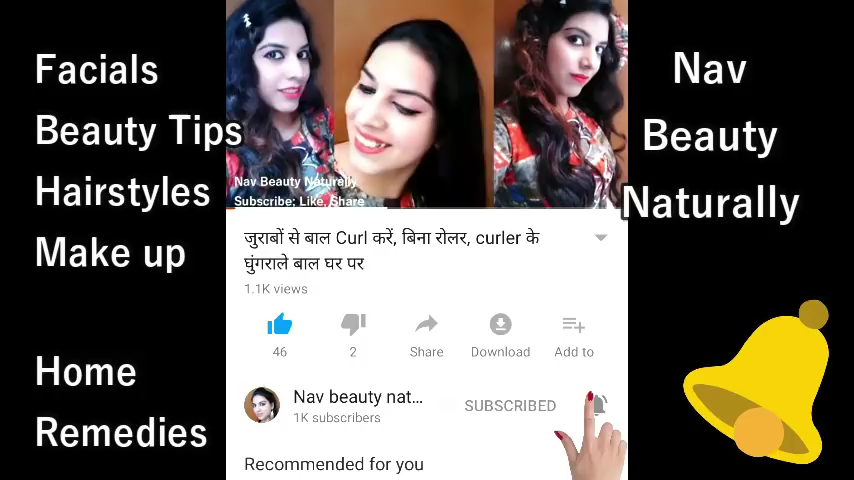 Facials
Beauty Tips
Hairstyles
Make up
Home
Remedies
Nav Beauty Naturally
Subscribe; Like, Share
जुराबों से बाल Curl करें, बिना रोलर, curler के
घुंगराले बाल घर पर
1.1K views
46
2
Share
Download
Add to
Nav beauty nat...
1K subscribers
SUBSCRIBED
Recommended for you
Nav
Beauty
Naturally